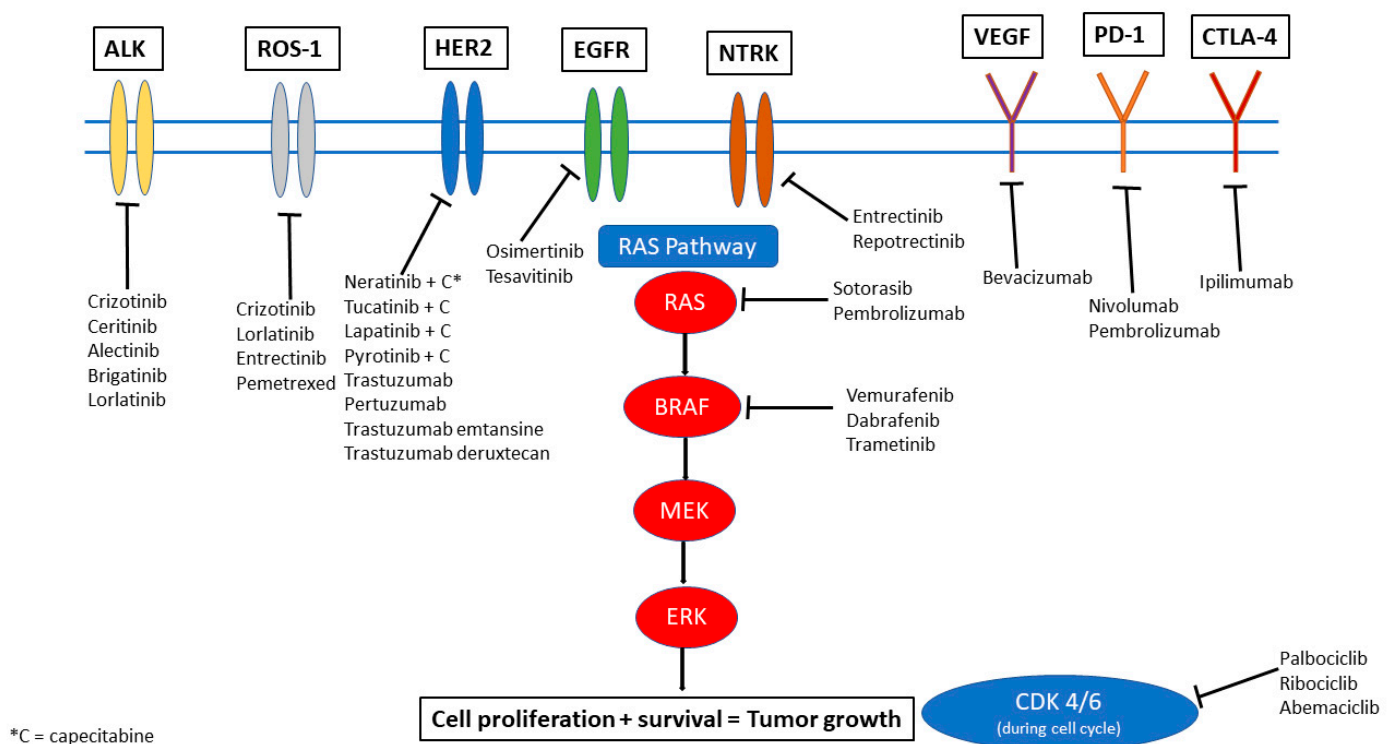 ALK
ROS-1
HER2
EGFR
NTRK
VEGF
PD-1
CTLA-4
Crizotinib
Ceritinib
Alectinib
Brigatinib
Lorlatinib
Crizotinib
Lorlatinib
Entrectinib
Pemetrexed
Neratinib + C*
Tucatinib + C
Lapatinib + C
Pyrotinib + C
Trastuzumab
Pertuzumab
Trastuzumab emtansine
Trastuzumab deruxtecan
Osimertinib
Tesavitinib
Entrectinib
Repotrectinib
Bevacizumab
Nivolumab
Pembrolizumab
Ipilimumab
RAS Pathway
RAS
Sotorasib
Pembrolizumab
BRAF
Vemurafenib
Dabrafenib
Trametinib
MEK
ERK
Cell proliferation + survival = Tumor growth
CDK 4/6
(during cell cycle)
Palbociclib
Ribociclib
Abemaciclib
*C = capecitabine